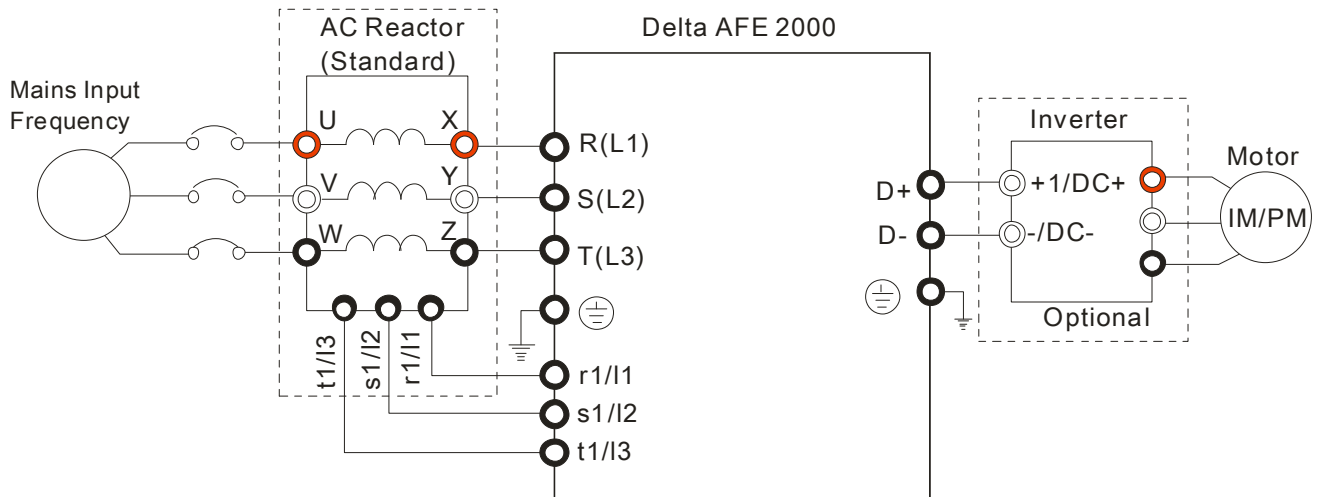 AC Reactor
(Standard)
Delta AFE 2000
Mains Input
Frequency
U
X
R(L1)
V
Y
S(L2)
W
Z
T(L3)
t1/l3
s1/l2
r1/l1
r1/l1
s1/l2
t1/l3
D+
D-
Inverter
+1/DC+
-/DC-
Optional
Motor
IM/PM